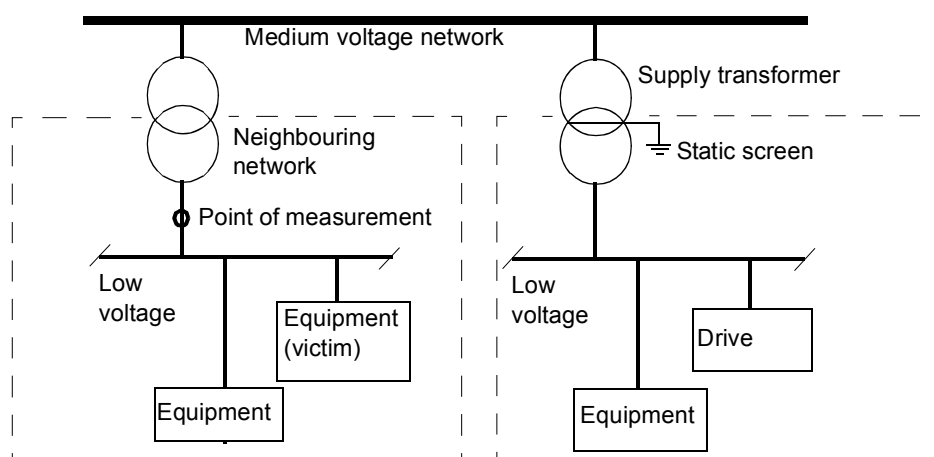 Medium voltage network
Supply transformer
Neighbouring
network
Static screen
Point of measurement
Low
voltage
Equipment
(victim)
Equipment
Low
voltage
Drive
Equipment